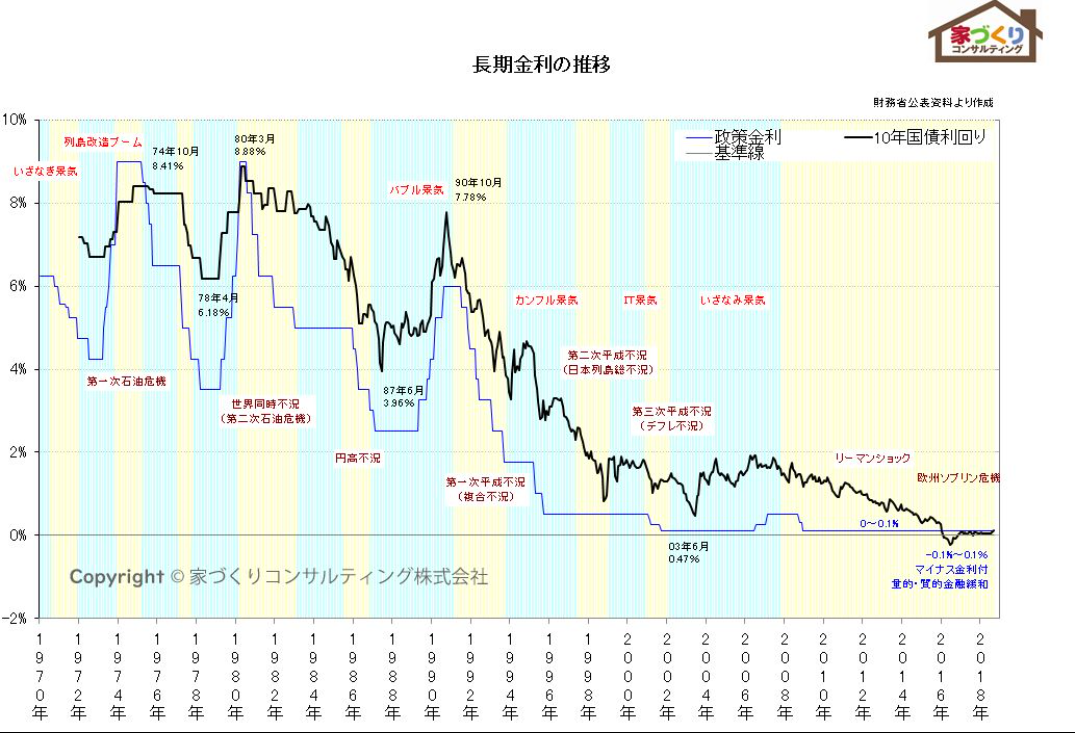 家づくり
コンサルティング
長期金利の推移
財務省公表資料より作成
政策金利
10年国債利回り
基準線
10%
8%
6%
4%
2%
0%
-2%
いざなぎ景気
列島改造ブーム
74年10月
8.41%
80年3月
8.88%
バブル景気
90年10月
7.78%
78年4月
6.18%
カンフル景気
IT景気
いざなみ景気
第一次石油危機
世界同時不況
(第二次石油危機)
87年6月
3.96%
円高不況
第一次平成不況
(複合不況)
第二次平成不況
(日本列島総不況)
第三次平成不況
(デフレ不況)
リーマンショック
欧州ソブリン危機
03年6月
0.47%
0~0.1%
-0.1%~0.1%
マイナス金利付
量的・質的金融緩和
Copyright © 家づくりコンサルティング株式会社
1970年
1972年
1974年
1976年
1978年
1980年
1982年
1984年
1986年
1988年
1990年
1992年
1994年
1996年
1998年
2000年
2002年
2004年
2006年
2008年
2010年
2012年
2014年
2016年
2018年